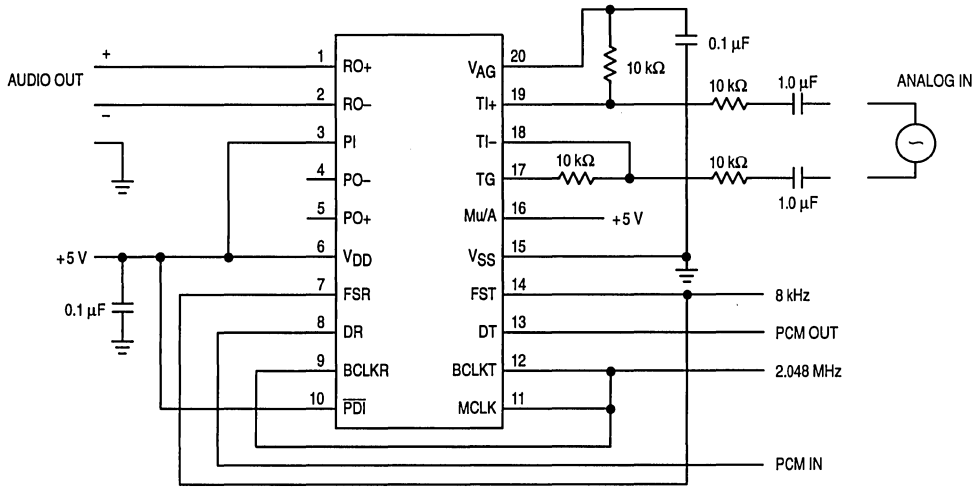 AUDIO OUT
+
–
+5 V
0.1 µF
1 RO+
2 RO–
3 PI
4 PO–
5 PO+
6 VDD
7 FSR
8 DR
9 BCLKR
10 PDI
VAG 20
TI+ 19
TI– 18
TG 17
Mu/A 16
VSS 15
FST 14
DT 13
BCLKT 12
MCLK 11
0.1 µF
10 kΩ
10 kΩ
1.0 µF
ANALOG IN
10 kΩ
10 kΩ
1.0 µF
~
+5 V
8 kHz
PCM OUT
2.048 MHz
PCM IN